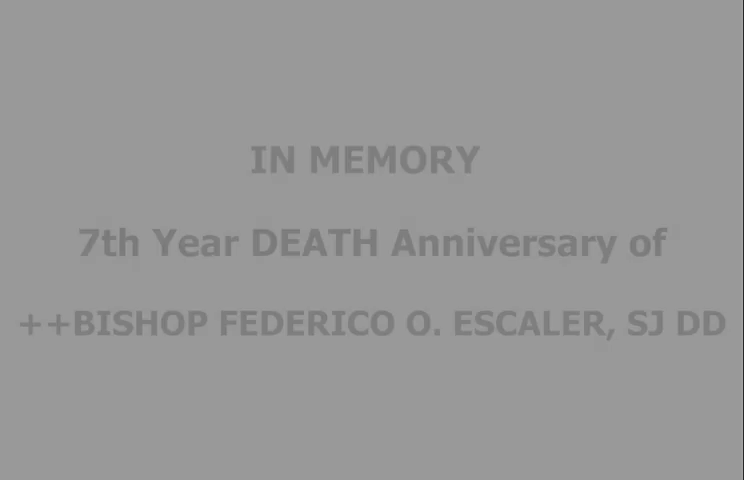 IN MEMORY
7th Year DEATH Anniversary of
++BISHOP FEDERICO O. ESCALER, SJ DD